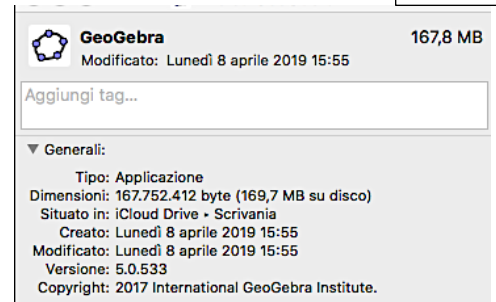 GeoGebra 167,8 MB
Modificato: Lunedì 8 aprile 2019 15:55
Aggiungi tag...
▼ Generali:
Tipo: Applicazione
Dimensioni: 167.752.412 byte (169,7 MB su disco)
Situato in: iCloud Drive ▸ Scrivania
Creato: Lunedì 8 aprile 2019 15:55
Modificato: Lunedì 8 aprile 2019 15:55
Versione: 5.0.533
Copyright: 2017 International GeoGebra Institute.